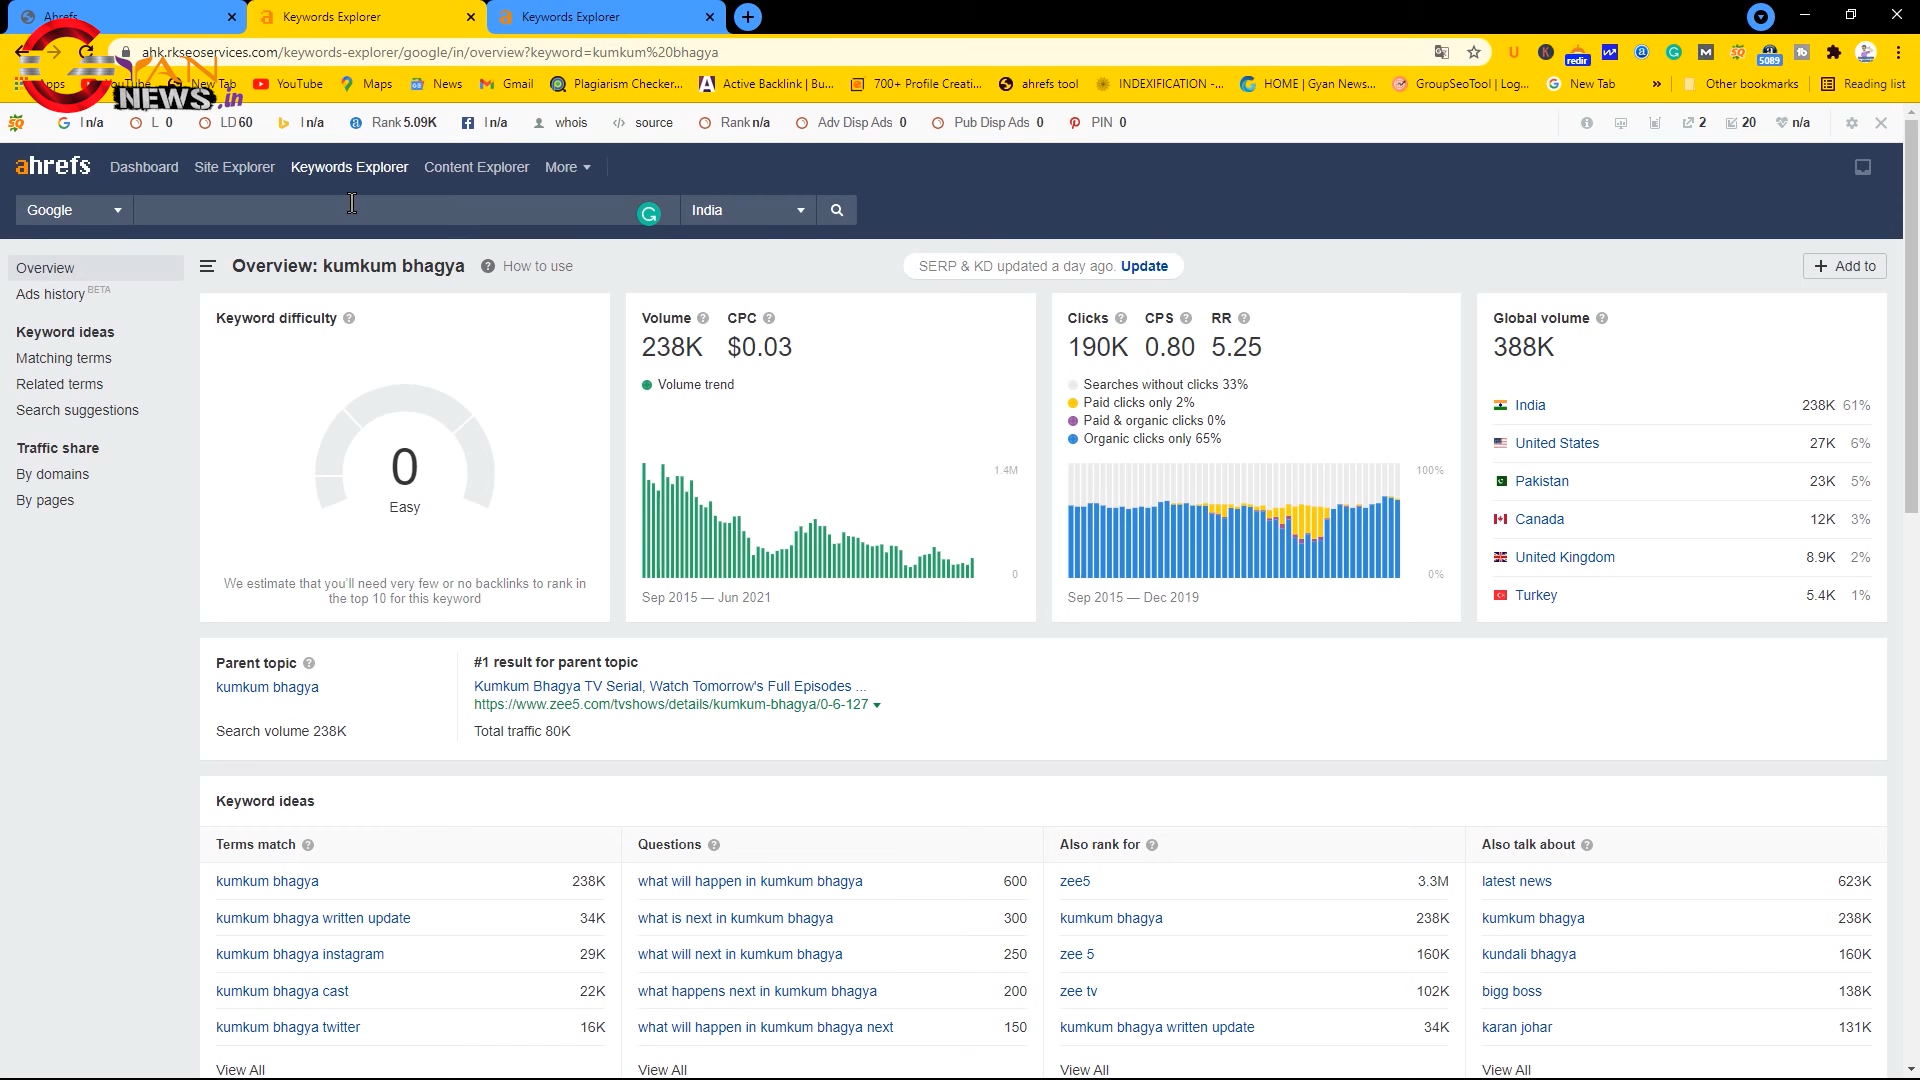 Ahrefs
Keywords Explorer
Keywords Explorer
ahk.rkseoservices.com/keywords-explorer/google/in/overview?keyword=kumkum%20bhagya
redir
5089
GYAN
NEWS.in
New Tab
YouTube
Maps
News
Gmail
Plagiarism Checker...
Active Backlink | Bu...
700+ Profile Creati...
ahrefs tool
INDEXIFICATION -...
HOME | Gyan News...
GroupSeoTool | Log...
New Tab
»
Other bookmarks
Reading list
I n/a
L 0
LD 60
I n/a
Rank 5.09K
I n/a
whois
source
Rank n/a
Adv Disp Ads 0
Pub Disp Ads 0
PIN 0
2
20
n/a
ahrefs
Dashboard
Site Explorer
Keywords Explorer
Content Explorer
More
Google
India
Overview
Ads history BETA
Keyword ideas
Matching terms
Related terms
Search suggestions
Traffic share
By domains
By pages
Overview: kumkum bhagya
How to use
SERP & KD updated a day ago. Update
+ Add to
Keyword difficulty
0
Easy
We estimate that you'll need very few or no backlinks to rank in
the top 10 for this keyword
Volume CPC
238K $0.03
Volume trend
1.4M
0
Sep 2015 — Jun 2021
Clicks CPS RR
190K 0.80 5.25
Searches without clicks 33%
Paid clicks only 2%
Paid & organic clicks 0%
Organic clicks only 65%
100%
0%
Sep 2015 — Dec 2019
Global volume
388K
India 238K 61%
United States 27K 6%
Pakistan 23K 5%
Canada 12K 3%
United Kingdom 8.9K 2%
Turkey 5.4K 1%
Parent topic
kumkum bhagya
Search volume 238K
#1 result for parent topic
Kumkum Bhagya TV Serial, Watch Tomorrow's Full Episodes ...
https://www.zee5.com/tvshows/details/kumkum-bhagya/0-6-127
Total traffic 80K
Keyword ideas
Terms match
kumkum bhagya 238K
kumkum bhagya written update 34K
kumkum bhagya instagram 29K
kumkum bhagya cast 22K
kumkum bhagya twitter 16K
View All
Questions
what will happen in kumkum bhagya 600
what is next in kumkum bhagya 300
what will next in kumkum bhagya 250
what happens next in kumkum bhagya 200
what will happen in kumkum bhagya next 150
View All
Also rank for
zee5 3.3M
kumkum bhagya 238K
zee 5 160K
zee tv 102K
kumkum bhagya written update 34K
View All
Also talk about
latest news 623K
kumkum bhagya 238K
kundali bhagya 160K
bigg boss 138K
karan johar 131K
View All